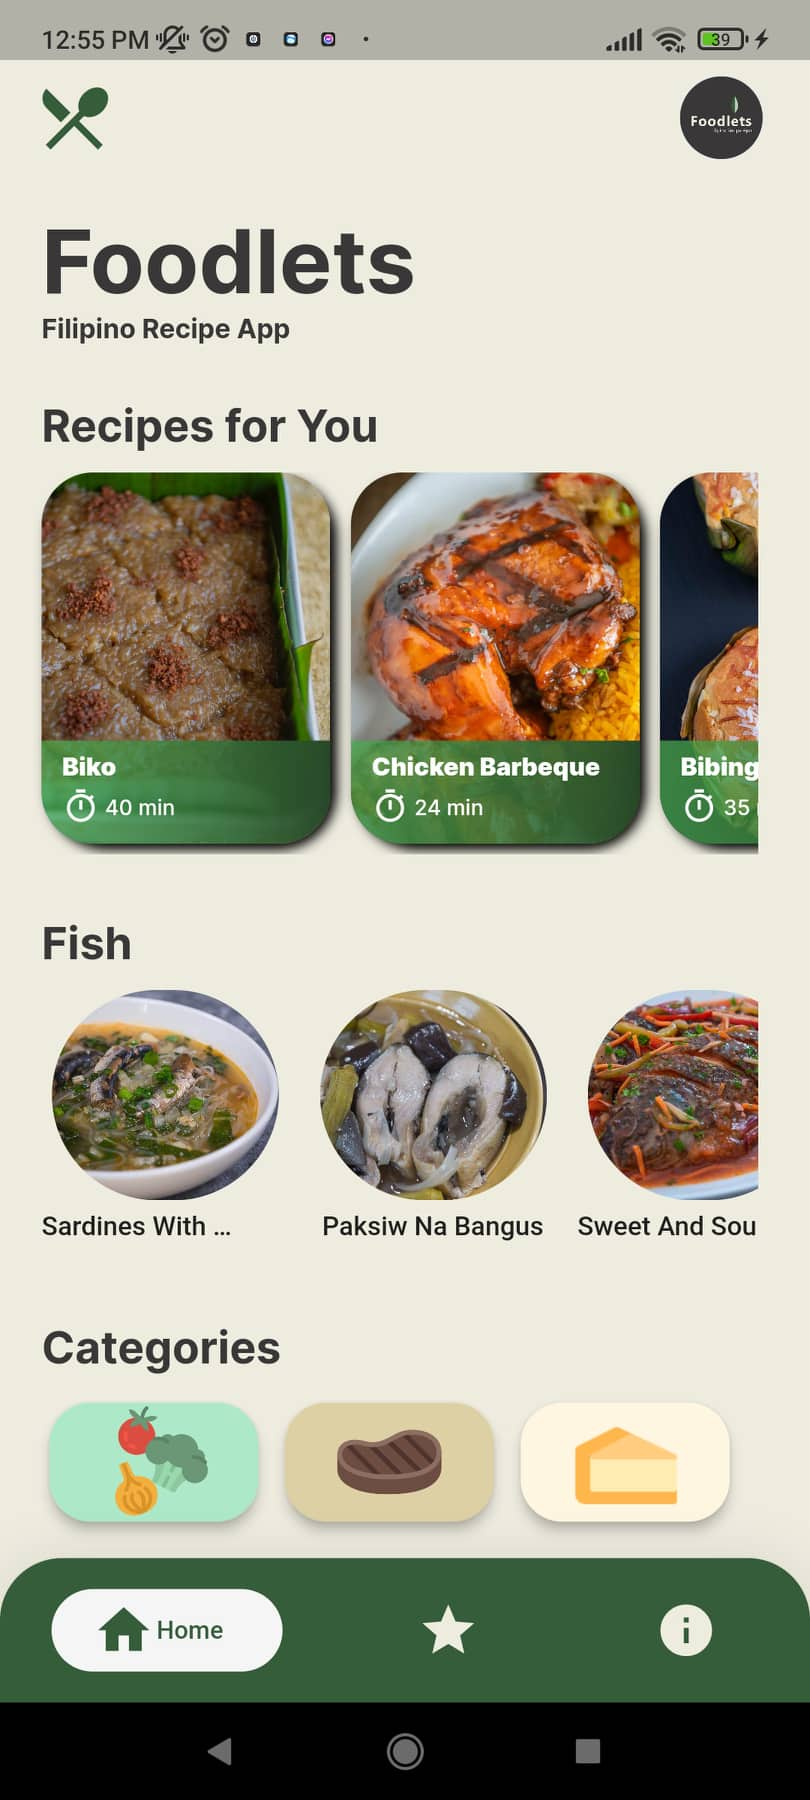 12:55 PM
39
Foodlets
Foodlets
Filipino Recipe App
Recipes for You
Biko
40 min
Chicken Barbeque
24 min
Bibing
35
Fish
Sardines With ...
Paksiw Na Bangus
Sweet And Sou
Categories
Home